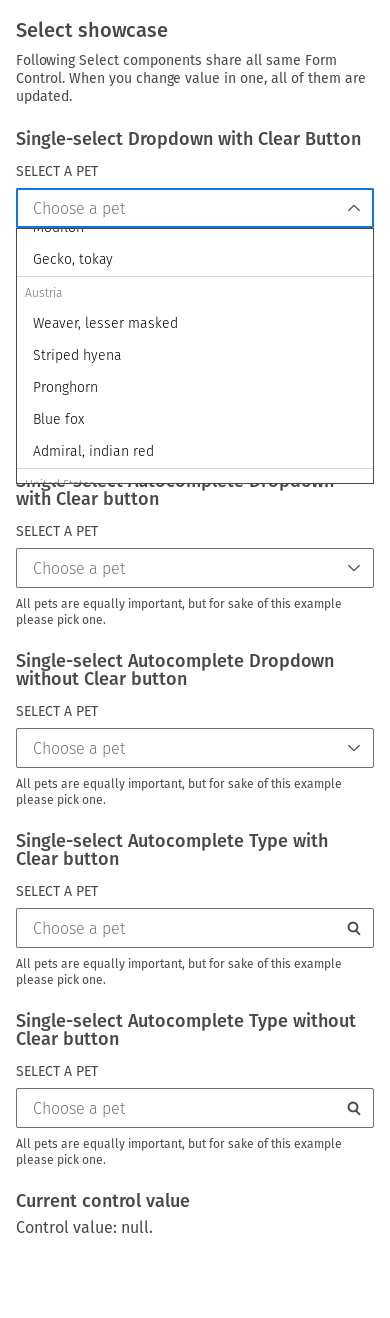 Select showcase
Following Select components share all same Form
Control. When you change value in one, all of them are
updated.
Single-select Dropdown with Clear Button
SELECT A PET
Choose a pet
Gecko, tokay
Austria
Weaver, lesser masked
Striped hyena
Pronghorn
Blue fox
Admiral, indian red
Single-select Autocomplete Dropdown
with Clear button
SELECT A PET
Choose a pet
All pets are equally important, but for sake of this example
please pick one.
Single-select Autocomplete Dropdown
without Clear button
SELECT A PET
Choose a pet
All pets are equally important, but for sake of this example
please pick one.
Single-select Autocomplete Type with
Clear button
SELECT A PET
Choose a pet
All pets are equally important, but for sake of this example
please pick one.
Single-select Autocomplete Type without
Clear button
SELECT A PET
Choose a pet
All pets are equally important, but for sake of this example
please pick one.
Current control value
Control value: null.